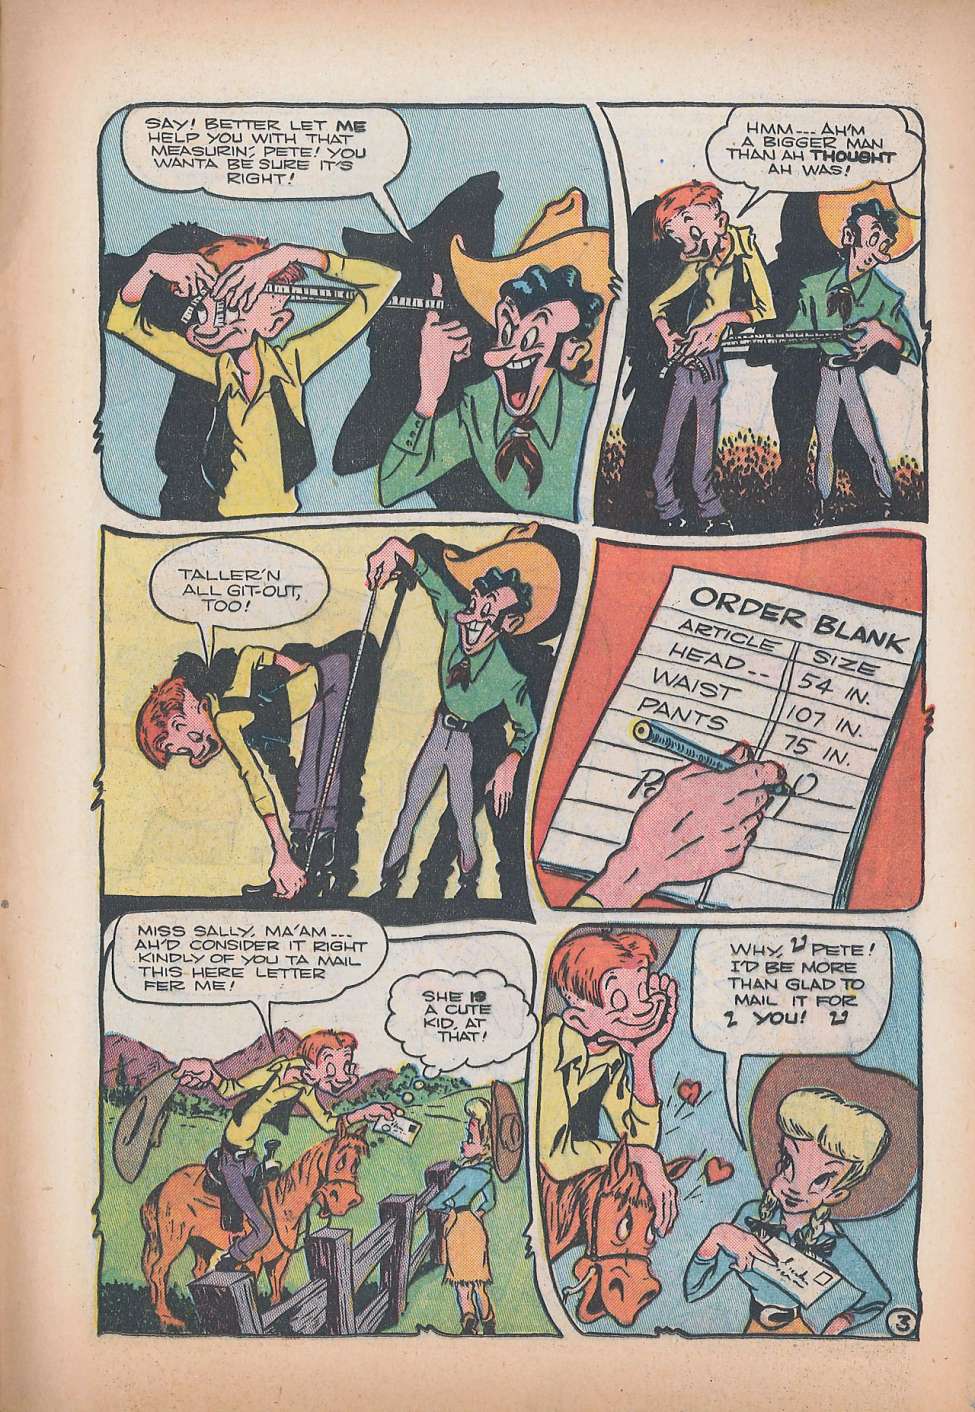 SAY! BETTER LET ME
HELP YOU WITH THAT
MEASURIN', PETE! YOU
WANTA BE SURE IT'S
RIGHT!
HMM--- AH'M
A BIGGER MAN
THAN AH THOUGHT
AH WAS!
TALLER'N
ALL GIT-OUT,
TOO!
ORDER BLANK
ARTICLE SIZE
HEAD-- 54 IN.
WAIST 107 IN.
PANTS 75 IN.
MISS SALLY, MA'AM---
AH'D CONSIDER IT RIGHT
KINDLY OF YOU TA MAIL
THIS HERE LETTER
FER ME!
SHE IS
A CUTE
KID, AT
THAT!
WHY, PETE!
I'D BE MORE
THAN GLAD TO
MAIL IT FOR
YOU!
3